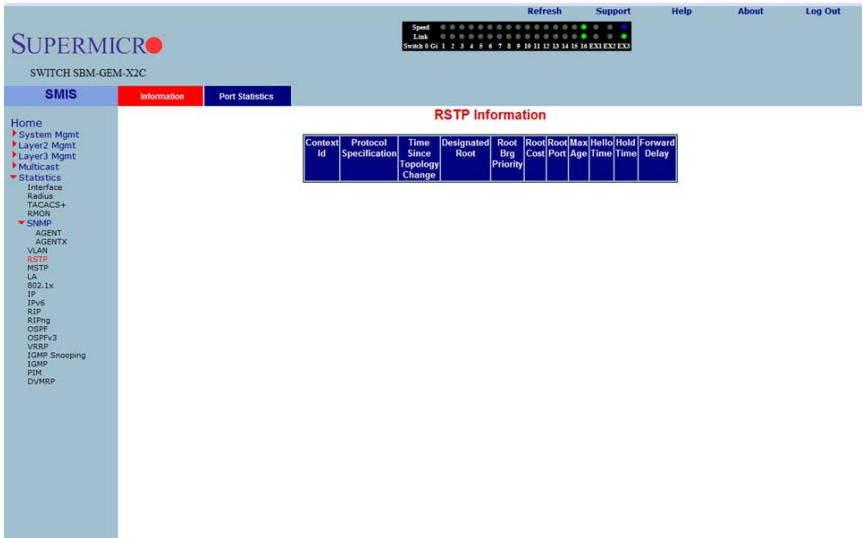 Refresh Support Help About Log Out
SUPERMICRO
SWITCH SBM-GEM-X2C
Speed
Link
Switch 0 Gi 1 2 3 4 5 6 7 8 9 10 11 12 13 14 15 16 EX1 EX2 EX3
SMIS
Information
Port Statistics
Home
System Mgmt
Layer2 Mgmt
Layer3 Mgmt
Multicast
Statistics
Interface
Radius
TACACS+
RMON
SNMP
AGENT
AGENTX
VLAN
RSTP
MSTP
LA
802.1x
IP
IPv6
RIP
RIPng
OSPF
OSPFv3
VRRP
IGMP Snooping
IGMP
PIM
DVMRP
RSTP Information
Context Protocol Time Designated Root Root Root Max Hello Hold Forward
Id Specification Since Root Brg Cost Port Age Time Time Delay
Topology Priority
Change